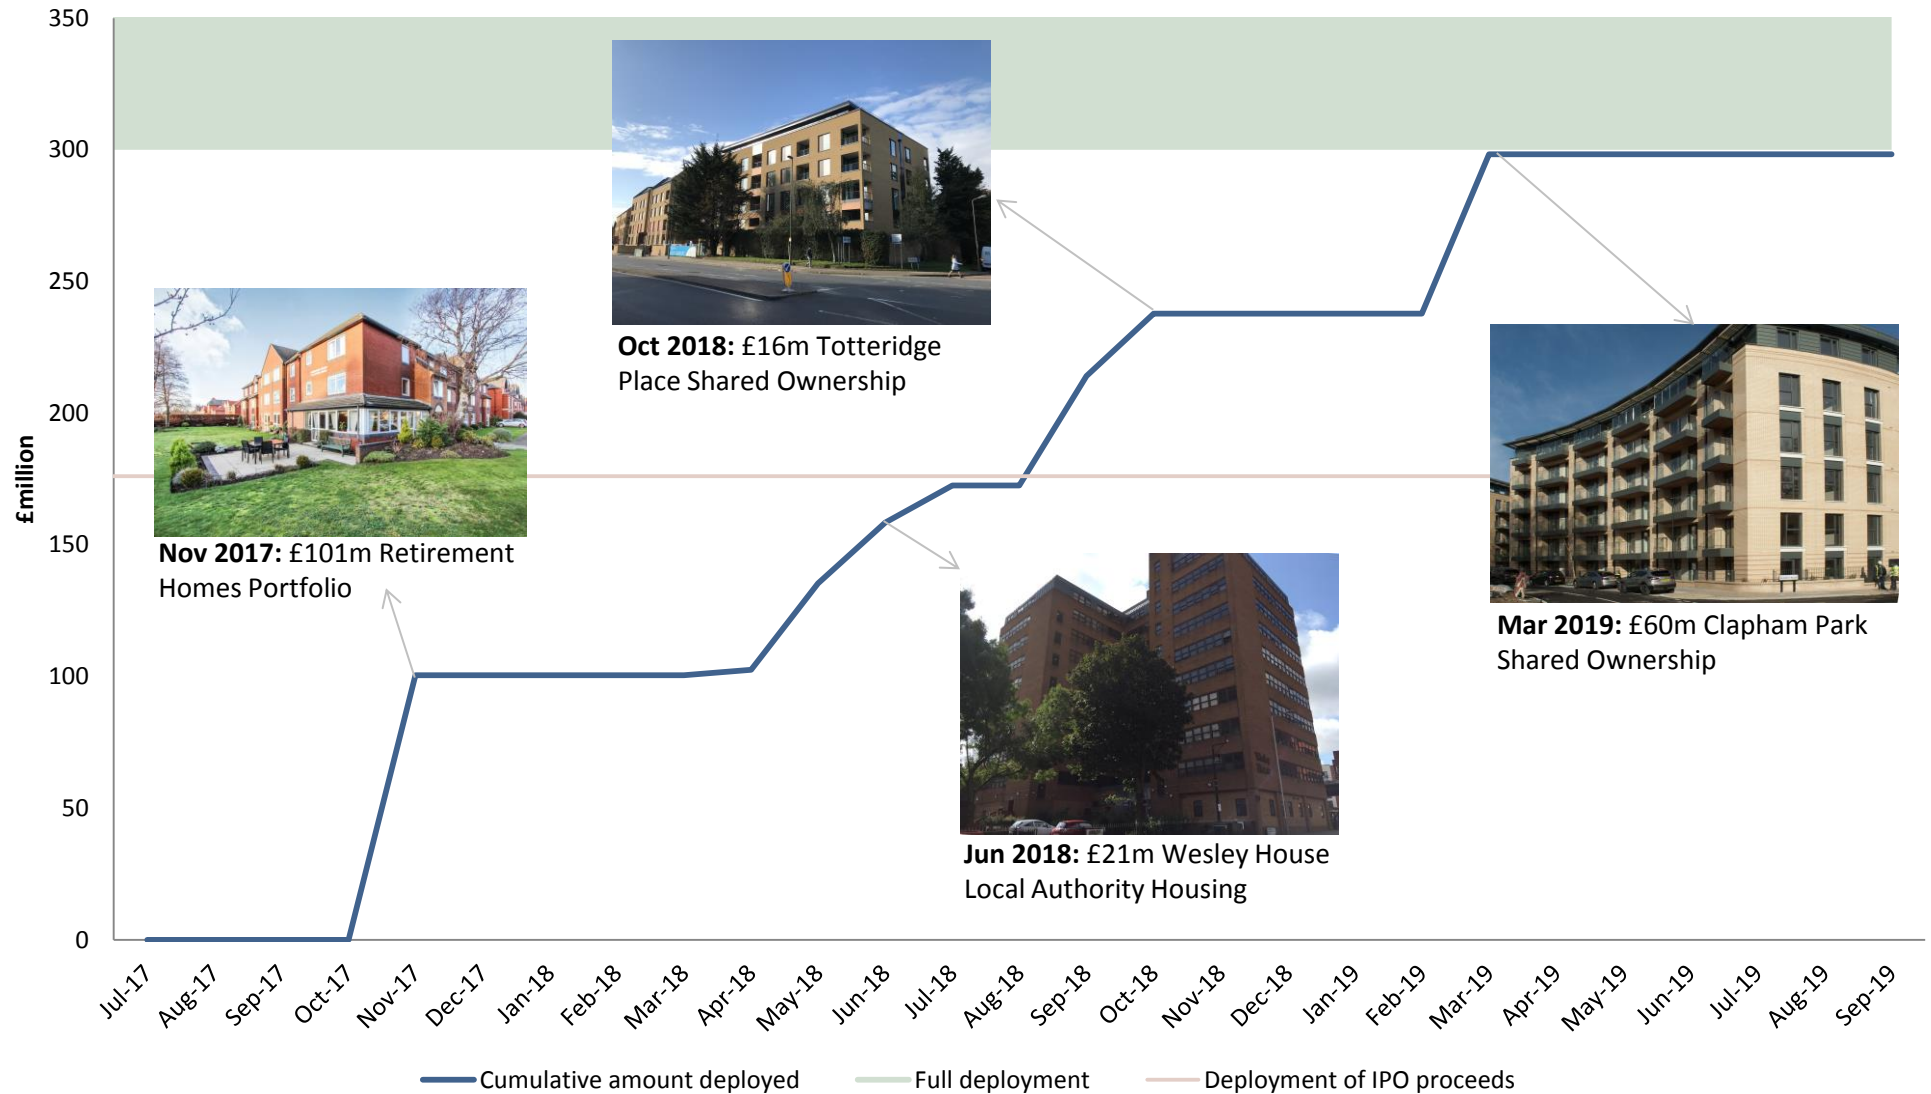 350
300
250
200
150
100
50
0
£million
Oct 2018: £16m Totteridge
Place Shared Ownership
Nov 2017: £101m Retirement
Homes Portfolio
Mar 2019: £60m Clapham Park
Shared Ownership
Jun 2018: £21m Wesley House
Local Authority Housing
Jul-17
Aug-17
Sep-17
Oct-17
Nov-17
Dec-17
Jan-18
Feb-18
Mar-18
Apr-18
May-18
Jun-18
Jul-18
Aug-18
Sep-18
Oct-18
Nov-18
Dec-18
Jan-19
Feb-19
Mar-19
Apr-19
May-19
Jun-19
Jul-19
Aug-19
Sep-19
Cumulative amount deployed
Full deployment
Deployment of IPO proceeds